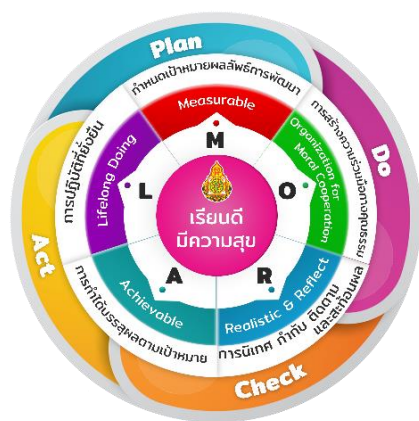 Plan
Do
Check
Act
กำหนดเป้าหมายผลลัพธ์การพัฒนา
การสร้างความร่วมมือทางคุณธรรม
การนิเทศ กำกับ ติดตาม
และสะท้อนผล
การทำได้บรรลุผลตามเป้าหมาย
การปฏิบัติที่ยั่งยืน
Measurable
Organization for
Moral Cooperation
Realistic & Reflect
Achievable
Lifelong Doing
M
O
R
A
L
เรียนดี
มีความสุข